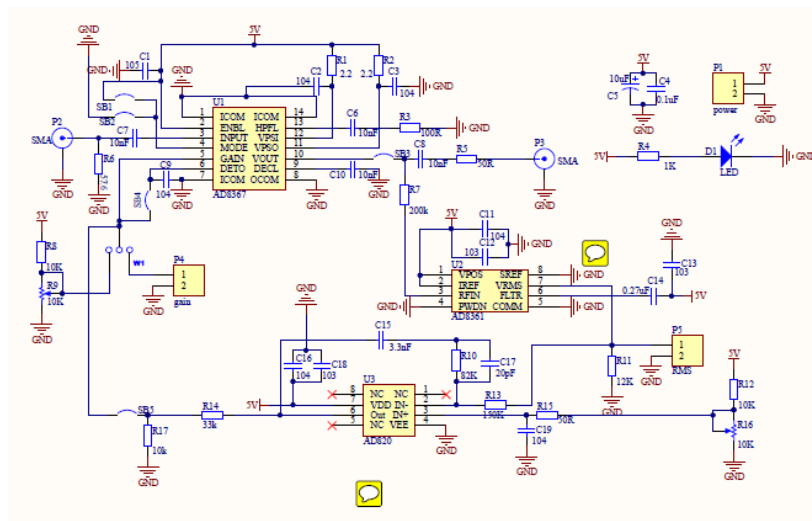 GND
5V
C1
GND
105
GND
R1
2.2
R2
2.2
C2
104
C3
104
GND
SB1
SB2
U1
1 ICOM ICOM 14
2 ENBL HPFL 13
3 INPUT VPSI 12
4 MODE VPSO 11
5 GAIN VOUT 10
6 DETO DECL 9
7 ICOM OCOM 8
AD8367
P2
SMA
C7
10nF
R6
57.6
GND
GND
C9
104
SB4
GND
GND
C6
10nF
R3
100R
GND
SB3
C8
10nF
R5
50R
P3
SMA
GND
C10
10nF
GND
R7
200k
5V
10uF
C5
C4
0.1uF
GND
P1
1
2
power
5V
GND
5V
R4
1K
D1
LED
GND
5V
R8
10K
R9
10K
GND
W1
P4
1
2
gain
GND
5V
C11
104
C12
103
GND
U2
1 VPOS SREF 8
2 IREF VRMS 7
3 RFIN FLTR 6
4 PWDN COMM 5
AD8361
GND
GND
GND
GND
C13
103
0.27uF
C14
5V
GND
C15
3.3nF
C16
104
C18
103
R10
82K
C17
20pF
U3
8 NC NC 1
7 VDD IN- 2
6 Out IN+ 3
5 NC VEE 4
AD820
5V
GND
R13
150K
R15
50R
C19
104
GND
R11
12K
GND
P5
1
2
RMS
GND
5V
R12
10K
R16
10K
GND
SB5
R14
33k
R17
10k
GND